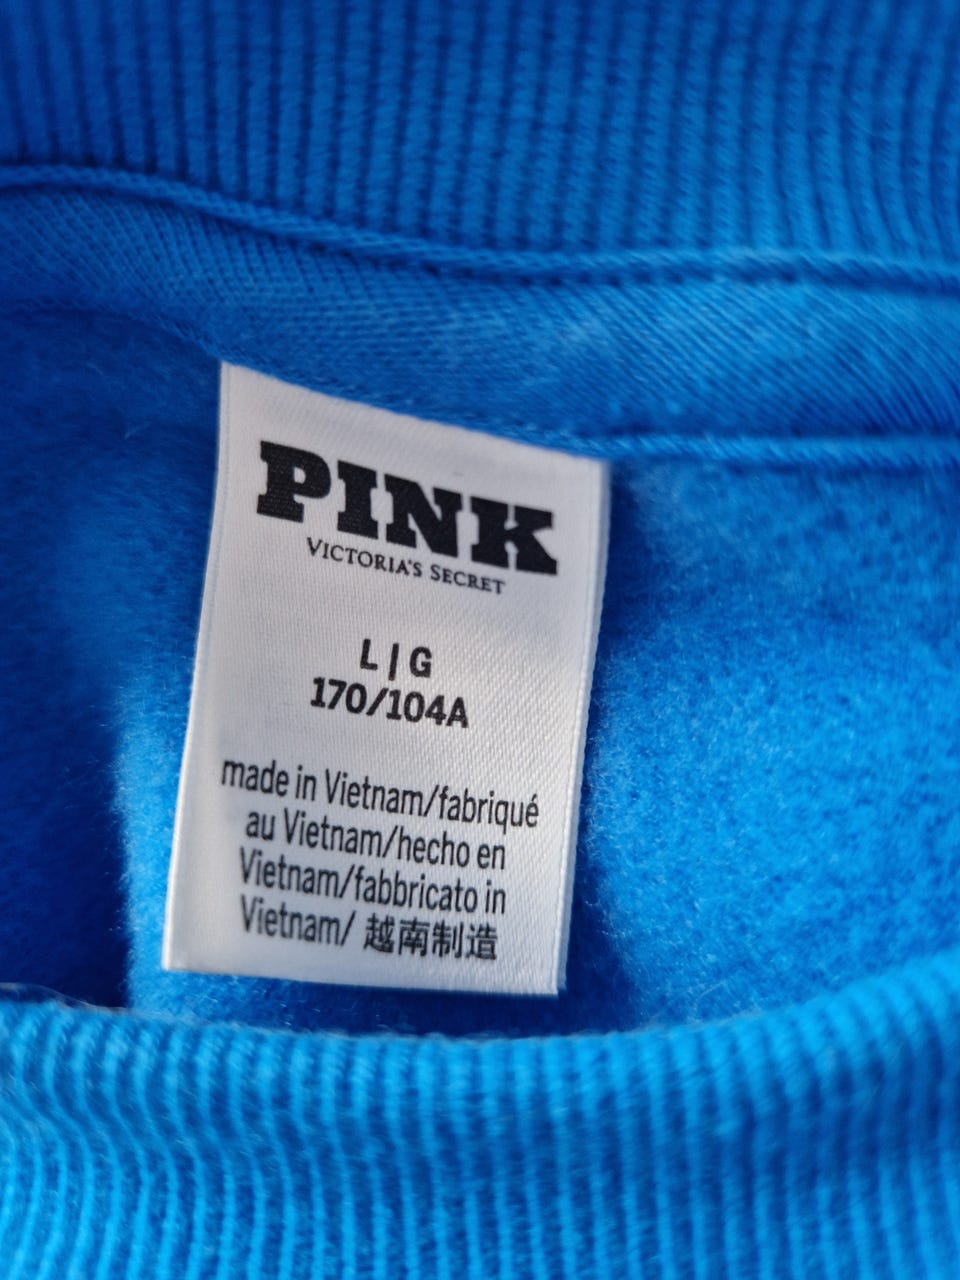 PINK
VICTORIA'S SECRET
L | G
170/104A
made in Vietnam/fabriqué
au Vietnam/hecho en
Vietnam/fabbricato in
Vietnam/ 越南制造